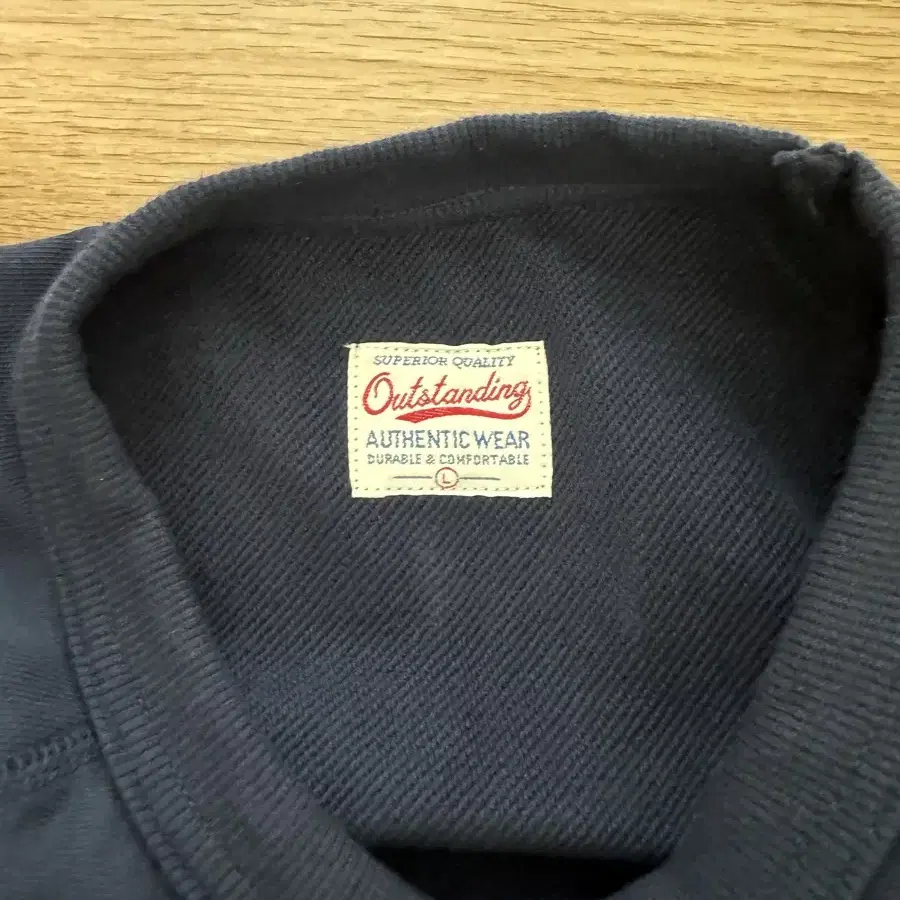 SUPERIOR QUALITY
Outstanding
AUTHENTIC WEAR
DURABLE & COMFORTABLE
L